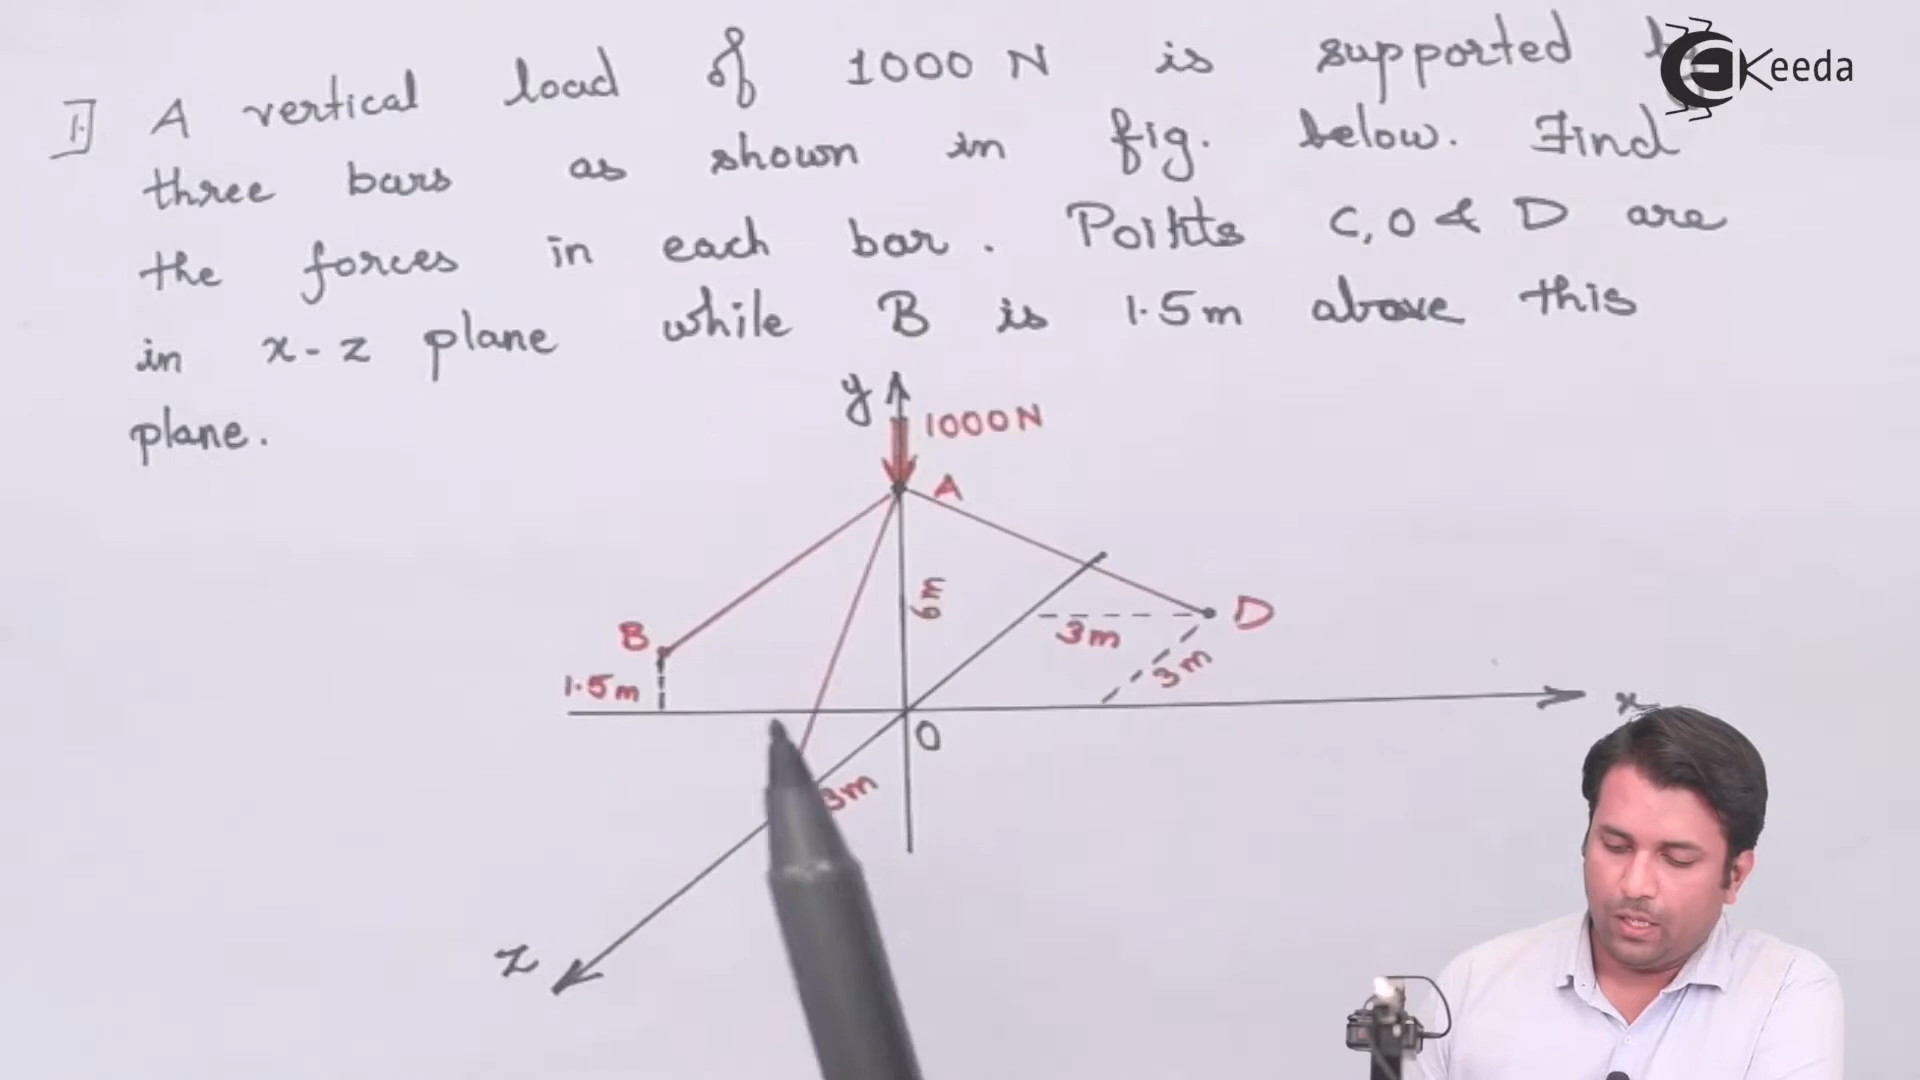 1. A vertical load of 1000 N is supported by
three bars as shown in fig. below. Find
the forces in each bar. Points C, O & D are
in x-z plane while B is 1.5m above this
plane.
EKeeda
y
1000N
A
6m
B
1.5m
3m
D
3m
x
O
3m
z